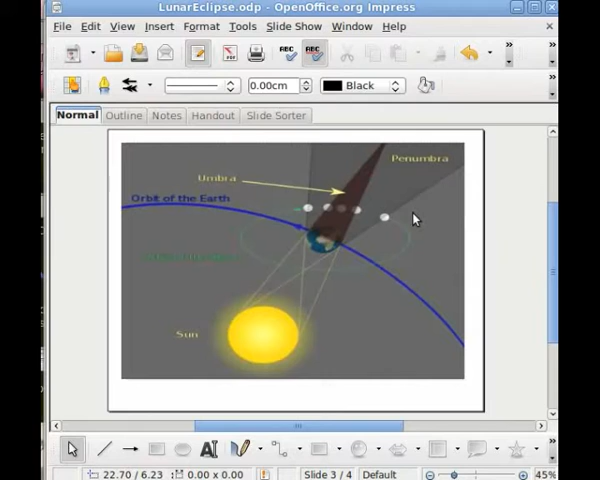 LunarEclipse.odp - OpenOffice.org Impress
File Edit View Insert Format Tools Slide Show Window Help
ABC ABC
0.00cm Black
Normal Outline Notes Handout Slide Sorter
Penumbra
Umbra
Orbit of the Earth
Sun
22.70 / 6.23 0.00 x 0.00 Slide 3 / 4 Default 45%